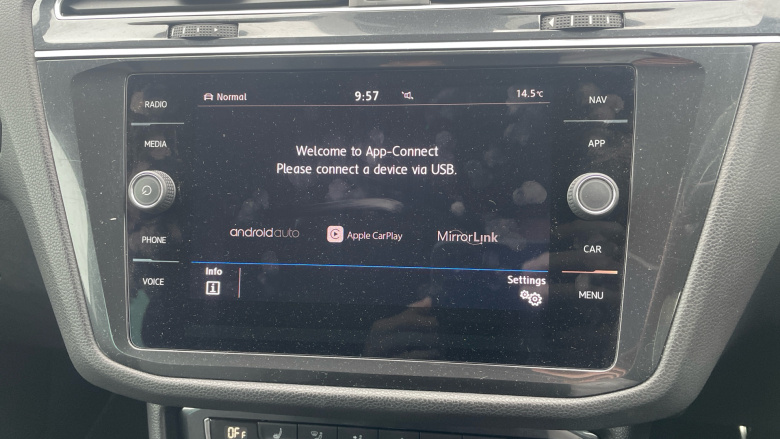 RADIO
MEDIA
PHONE
VOICE
Normal 9:57 14.5°C
Welcome to App-Connect
Please connect a device via USB.
androidauto Apple CarPlay MirrorLink
Info Settings
i
NAV
APP
CAR
MENU
OFF